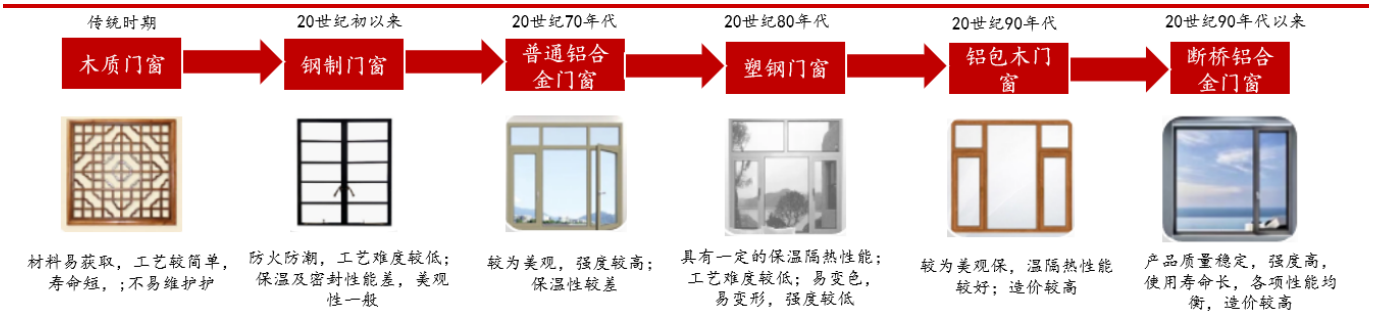 传统时期
木质门窗
材料易获取，工艺较简单，
寿命短，;不易维护护
20世纪初以来
钢制门窗
防火防潮，工艺难度较低；
保温及密封性能差，美观
性一般
20世纪70年代
普通铝合
金门窗
较为美观，强度较高；
保温性较差
20世纪80年代
塑钢门窗
具有一定的保温隔热性能；
工艺难度较低；易变色，
易变形，强度较低
20世纪90年代
铝包木门
窗
较为美观保，温隔热性能
较好；造价较高
20世纪90年代以来
断桥铝合
金门窗
产品质量稳定，强度高，
使用寿命长，各项性能均
衡，造价较高